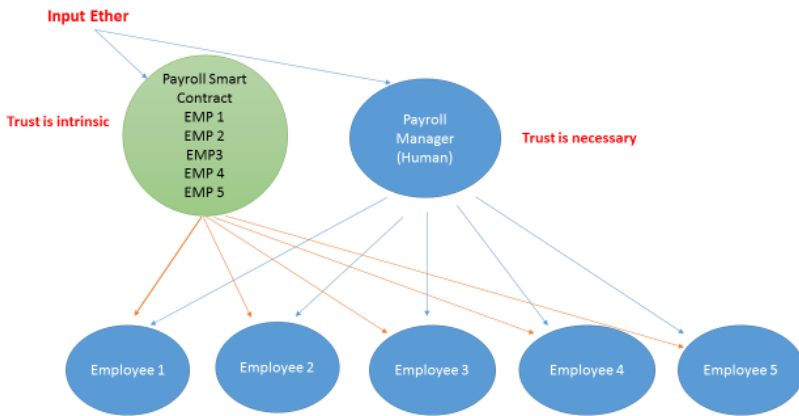 Input Ether
Payroll Smart
Contract
EMP 1
EMP 2
EMP3
EMP 4
EMP 5
Trust is intrinsic
Payroll
Manager
(Human)
Trust is necessary
Employee 1
Employee 2
Employee 3
Employee 4
Employee 5